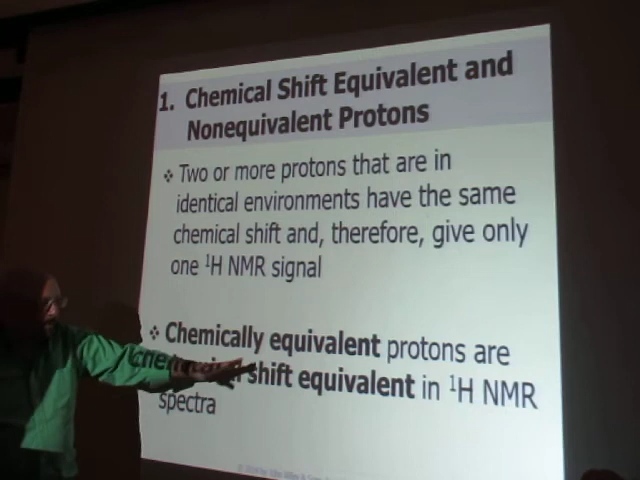 1. Chemical Shift Equivalent and
Nonequivalent Protons
❖ Two or more protons that are in
identical environments have the same
chemical shift and, therefore, give only
one ¹H NMR signal
❖ Chemically equivalent protons are
shift equivalent in ¹H NMR
spectra